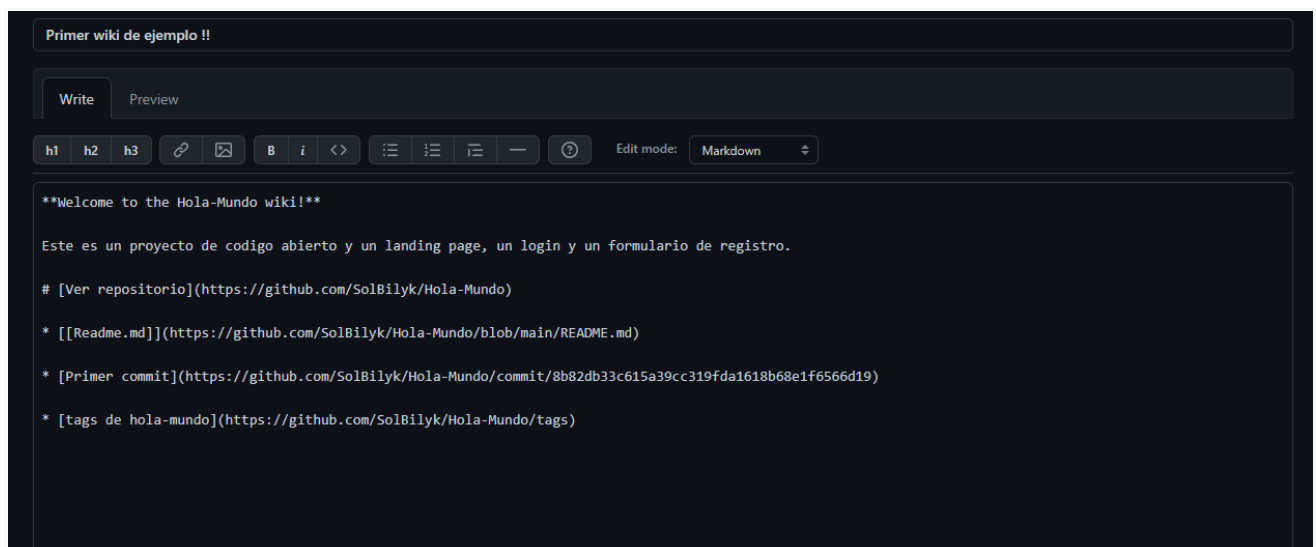 Primer wiki de ejemplo !!
Write Preview
h1 h2 h3 B i <> Edit mode: Markdown
**Welcome to the Hola-Mundo wiki!**
Este es un proyecto de codigo abierto y un landing page, un login y un formulario de registro.
# [Ver repositorio](https://github.com/SolBilyk/Hola-Mundo)
* [[Readme.md]](https://github.com/SolBilyk/Hola-Mundo/blob/main/README.md)
* [Primer commit](https://github.com/SolBilyk/Hola-Mundo/commit/8b82db33c615a39cc319fda1618b68e1f6566d19)
* [tags de hola-mundo](https://github.com/SolBilyk/Hola-Mundo/tags)